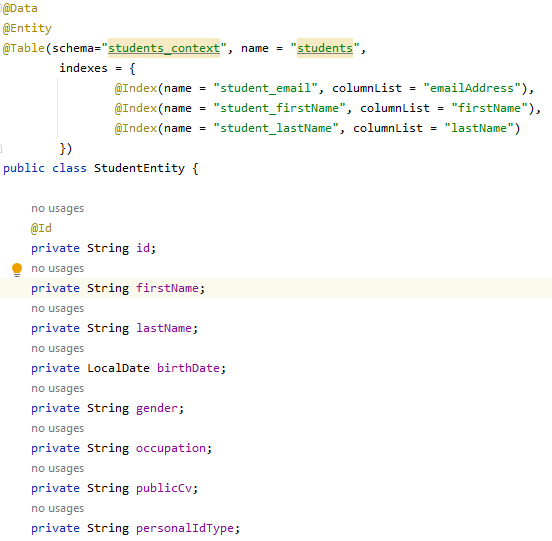 @Data
@Entity
@Table(schema="students_context", name = "students",
indexes = {
@Index(name = "student_email", columnList = "emailAddress"),
@Index(name = "student_firstName", columnList = "firstName"),
@Index(name = "student_lastName", columnList = "lastName")
})
public class StudentEntity {
no usages
@Id
private String id;
no usages
private String firstName;
no usages
private String lastName;
no usages
private LocalDate birthDate;
no usages
private String gender;
no usages
private String occupation;
no usages
private String publicCv;
no usages
private String personalIdType;